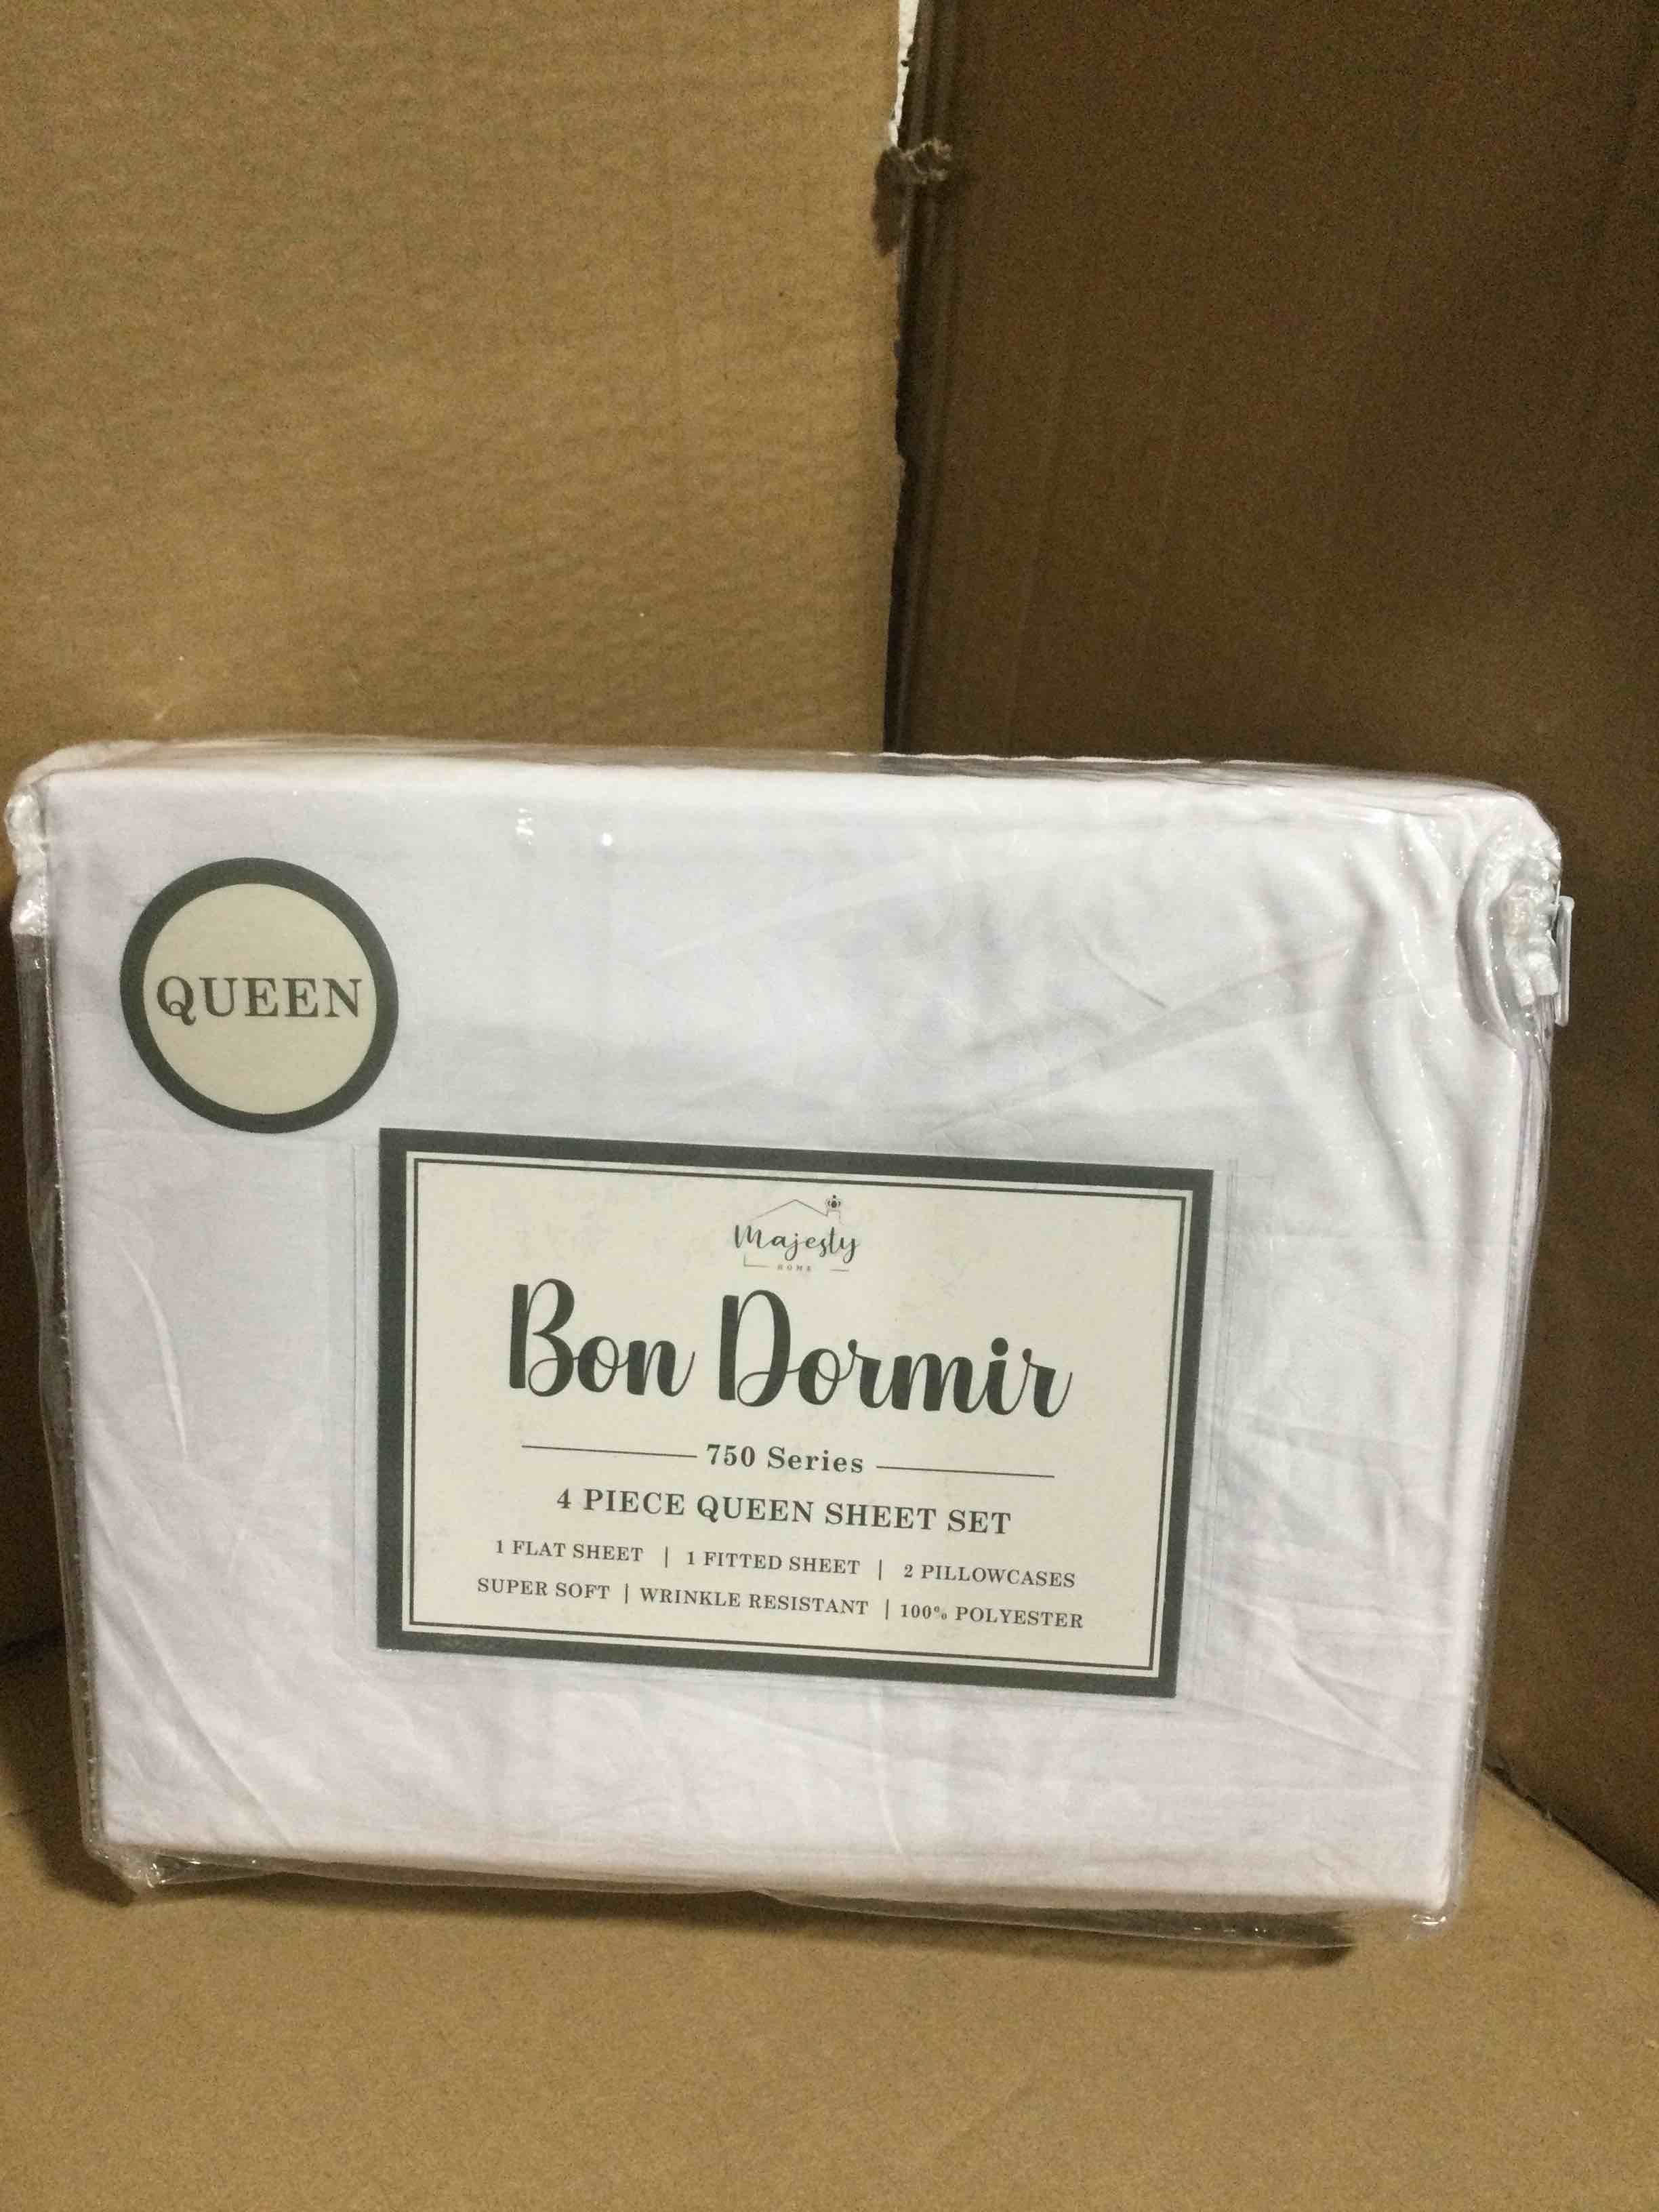 QUEEN
Majesty
HOME
Bon Dormir
750 Series
4 PIECE QUEEN SHEET SET
1 FLAT SHEET | 1 FITTED SHEET | 2 PILLOWCASES
SUPER SOFT | WRINKLE RESISTANT | 100% POLYESTER